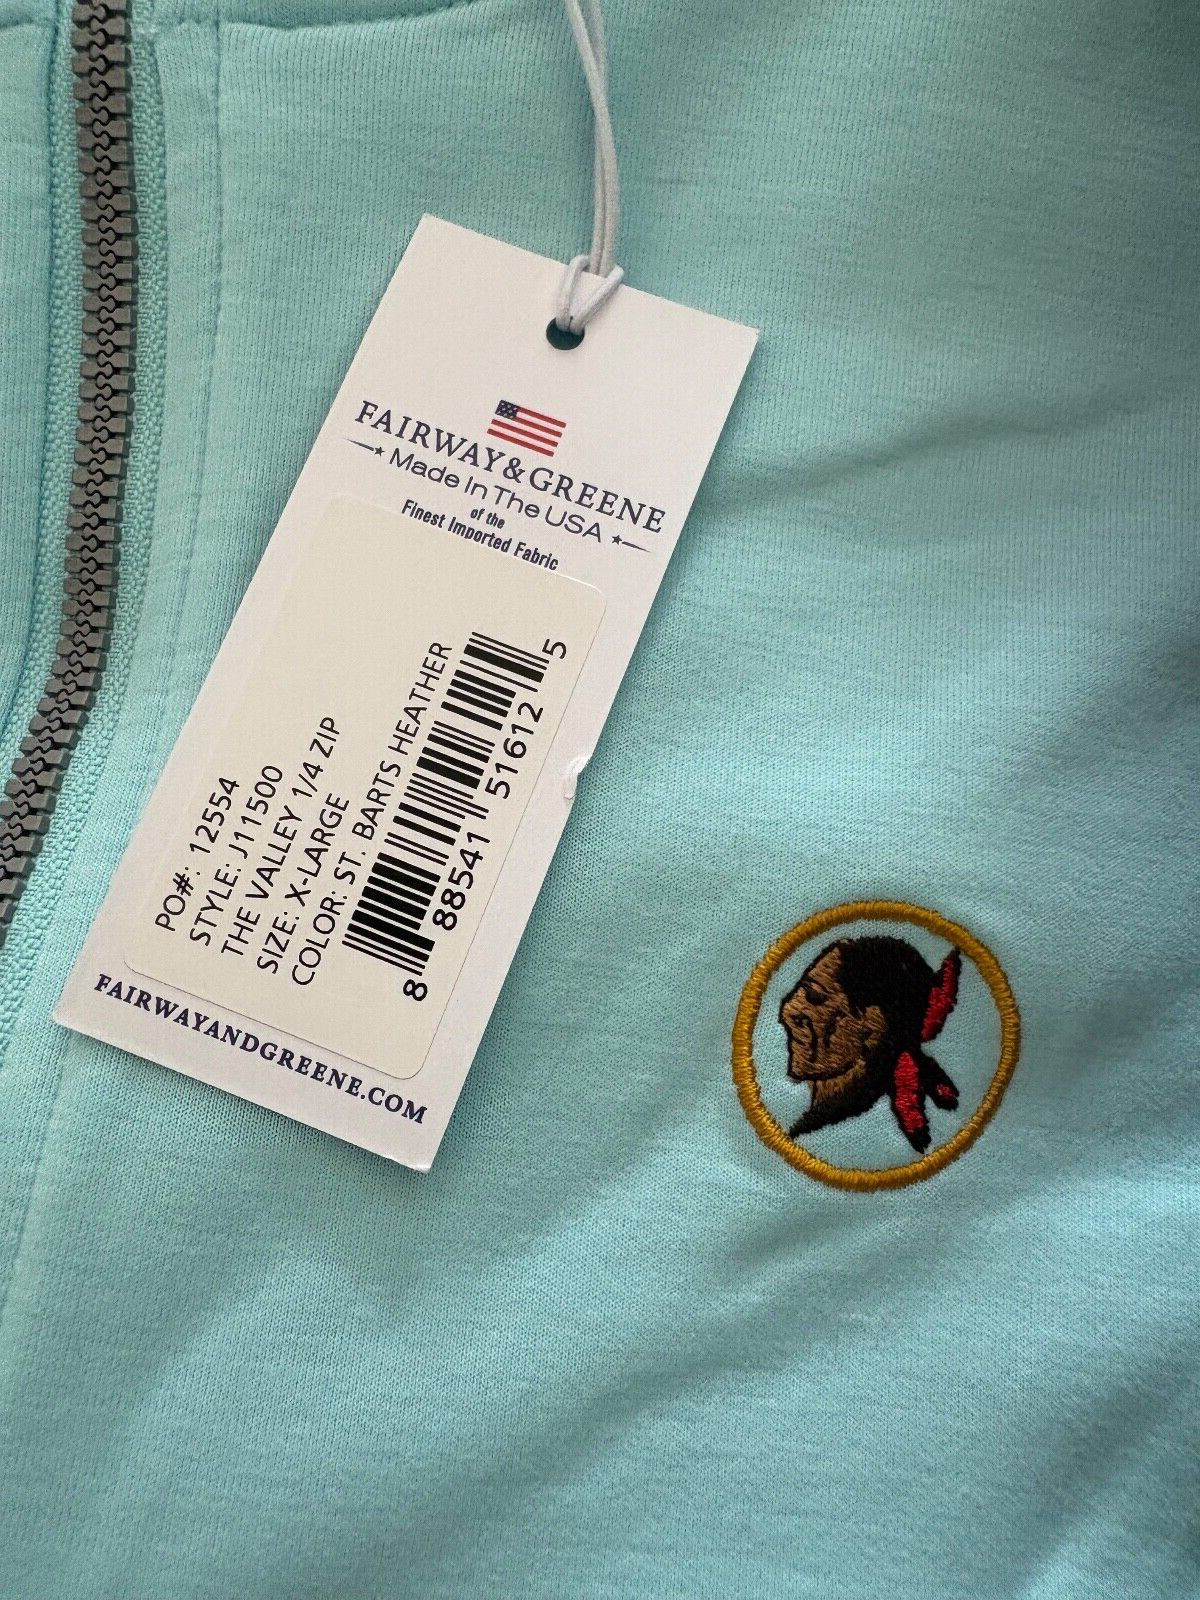 FAIRWAY&GREENE
Made In The USA
of the
Finest Imported Fabric
PO#: 12554
STYLE: J11500
THE VALLEY 1/4 ZIP
SIZE: X-LARGE
COLOR: ST. BARTS HEATHER
8 88541 51612 5
FAIRWAYANDGREENE.COM